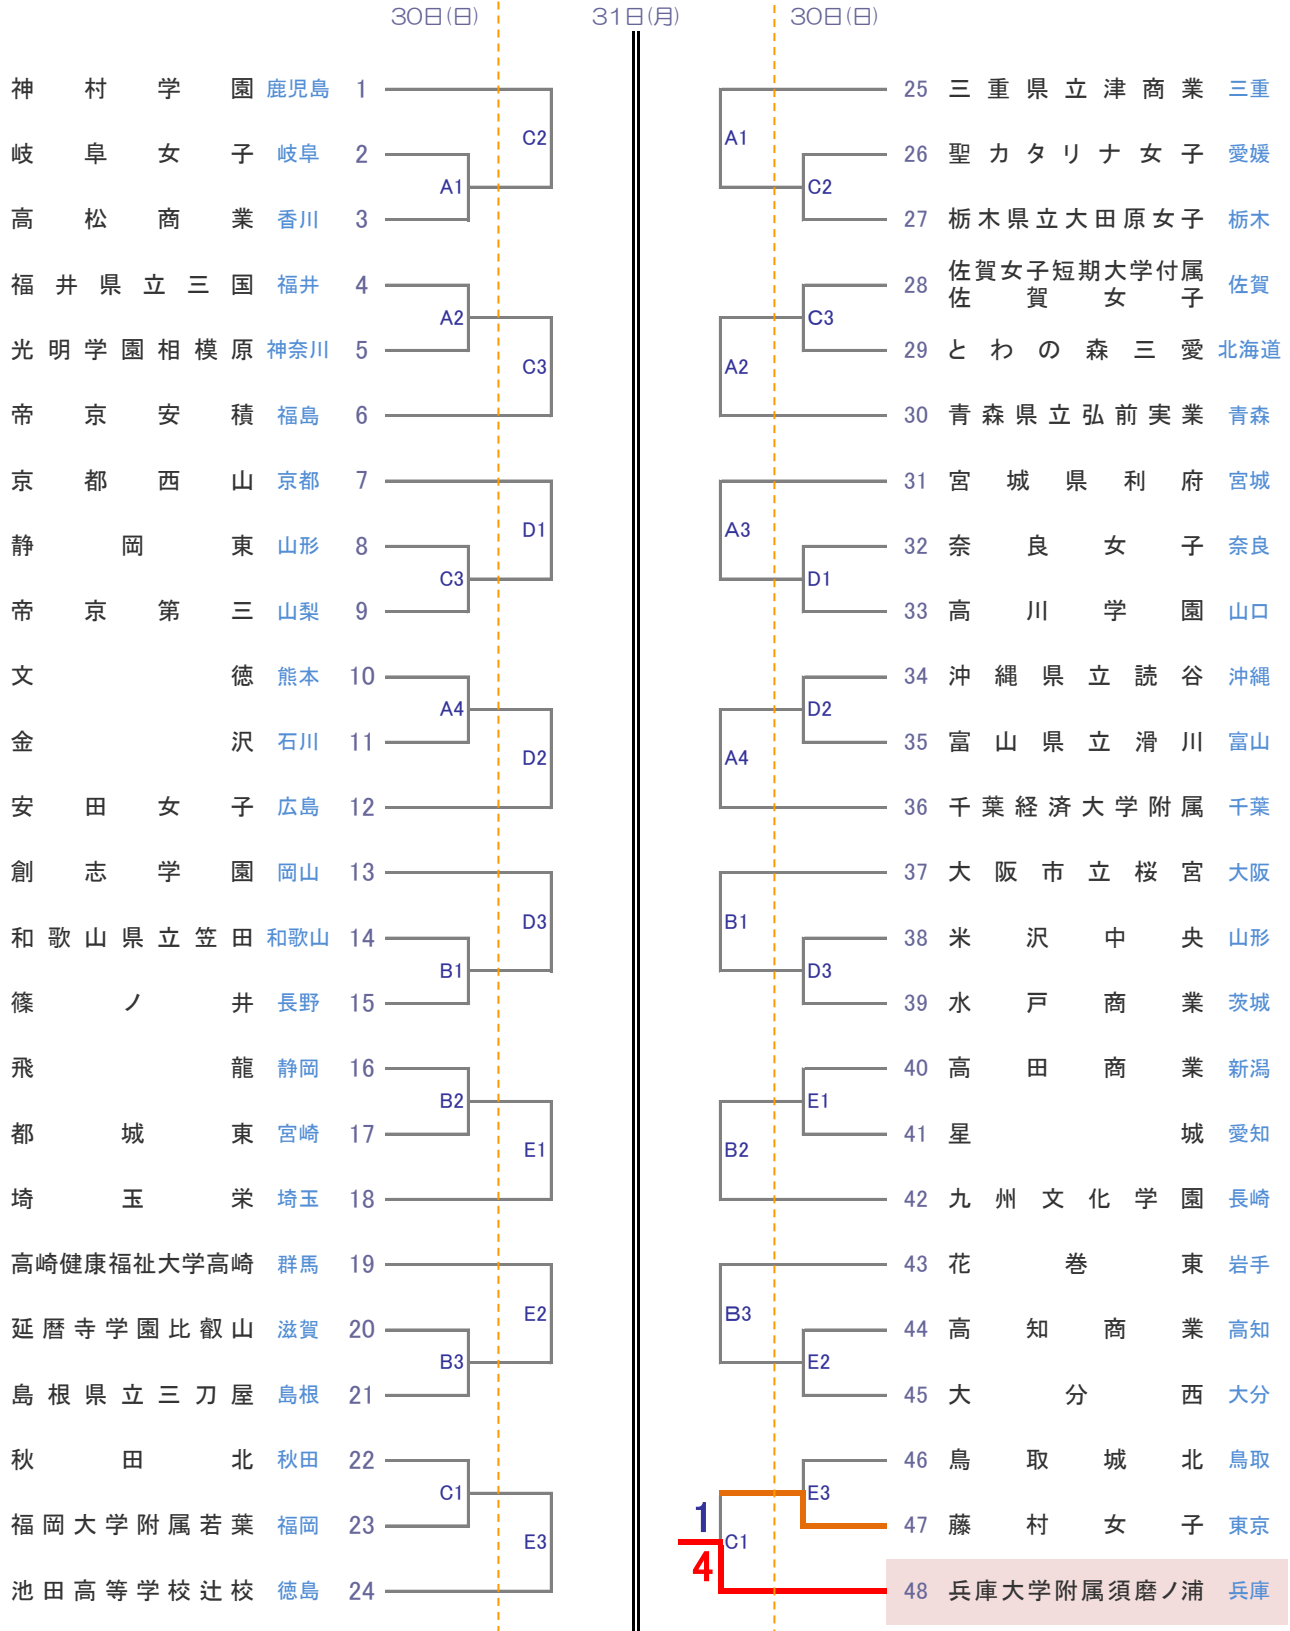 30日(日) 31日(月) 30日(日)
神村学園 鹿児島 1
岐阜女子 岐阜 2
高松商業 香川 3
福井県立三国 福井 4
光明学園相模原 神奈川 5
帝京安積 福島 6
京都西山 京都 7
静岡東 山形 8
帝京第三 山梨 9
文徳 熊本 10
金沢 石川 11
安田女子 広島 12
創志学園 岡山 13
和歌山県立笠田 和歌山 14
篠ノ井 長野 15
飛龍 静岡 16
都城東 宮崎 17
埼玉栄 埼玉 18
高崎健康福祉大学高崎 群馬 19
延暦寺学園比叡山 滋賀 20
島根県立三刀屋 島根 21
秋田北 秋田 22
福岡大学附属若葉 福岡 23
池田高等学校辻校 徳島 24
C2
A1
A2
C3
D1
C3
A4
D2
D3
B1
B2
E1
E2
B3
C1
E3
25 三重県立津商業 三重
26 聖カタリナ女子 愛媛
27 栃木県立大田原女子 栃木
28 佐賀女子短期大学付属
佐賀女子 佐賀
29 とわの森三愛 北海道
30 青森県立弘前実業 青森
31 宮城県利府 宮城
32 奈良女子 奈良
33 高川学園 山口
34 沖縄県立読谷 沖縄
35 富山県立滑川 富山
36 千葉経済大学附属 千葉
37 大阪市立桜宮 大阪
38 米沢中央 山形
39 水戸商業 茨城
40 高田商業 新潟
41 星城 愛知
42 九州文化学園 長崎
43 花巻東 岩手
44 高知商業 高知
45 大分西 大分
46 鳥取城北 鳥取
47 藤村女子 東京
48 兵庫大学附属須磨ノ浦 兵庫
A1
C2
C3
A2
A3
D1
D2
A4
B1
D3
E1
B2
B3
E2
E3
1
C1
4